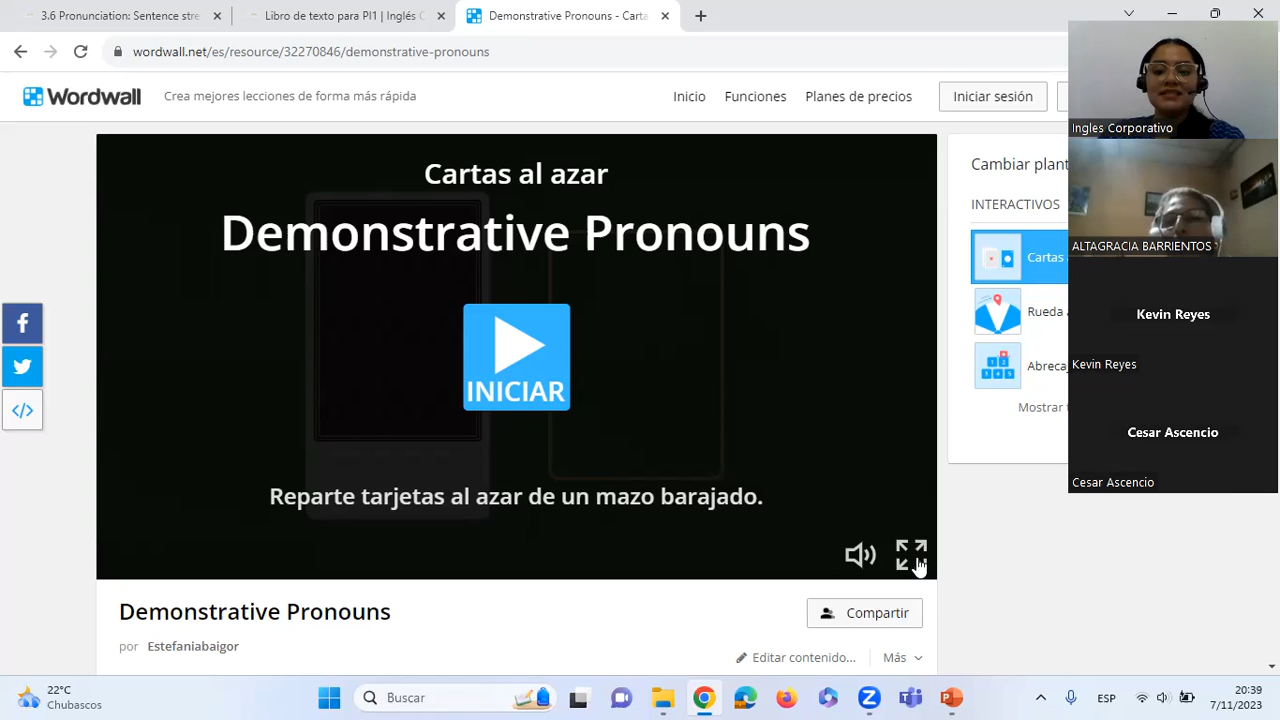 3.6 Pronunciation: Sentence stre
Libro de texto para PI1 | Inglés C
Demonstrative Pronouns - Carta
wordwall.net/es/resource/32270846/demonstrative-pronouns
Wordwall
Crea mejores lecciones de forma más rápida
Inicio
Funciones
Planes de precios
Iniciar sesión
Cartas al azar
Demonstrative Pronouns
INICIAR
Reparte tarjetas al azar de un mazo barajado.
Cambiar plant
INTERACTIVOS
Cartas
Rueda
Abrecaj
Mostrar t
Ingles Corporativo
ALTAGRACIA BARRIENTOS
Kevin Reyes
Kevin Reyes
Cesar Ascencio
Cesar Ascencio
Demonstrative Pronouns
Compartir
por Estefaniabaigor
Editar contenido...
Más
22°C
Chubascos
Buscar
ESP
20:39
7/11/2023